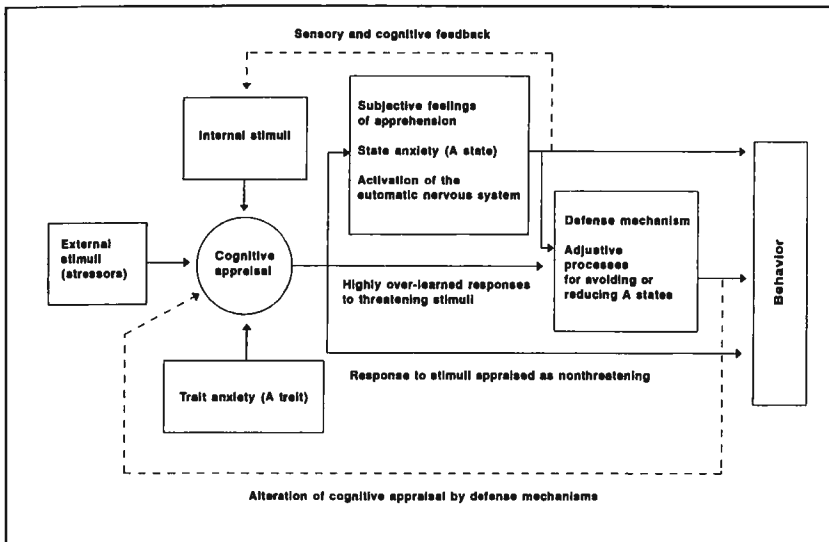 Sensory and cognitive feedback
Internal stimuli
Subjective feelings
of apprehension
State anxiety (A state)
Activation of the
eutomatic nervous system
External
stimuli
(stressors)
Cognitive
appraisal
Defense mechanism
Adjustive
processes
for avoiding or
reducing A states
Highly over-learned responses
to threatening stimuli
Behavior
Trait anxiety (A treit)
Response to stimuli appraised as nonthreatening
Alteration of cognitive appraisal by defense mechanisms